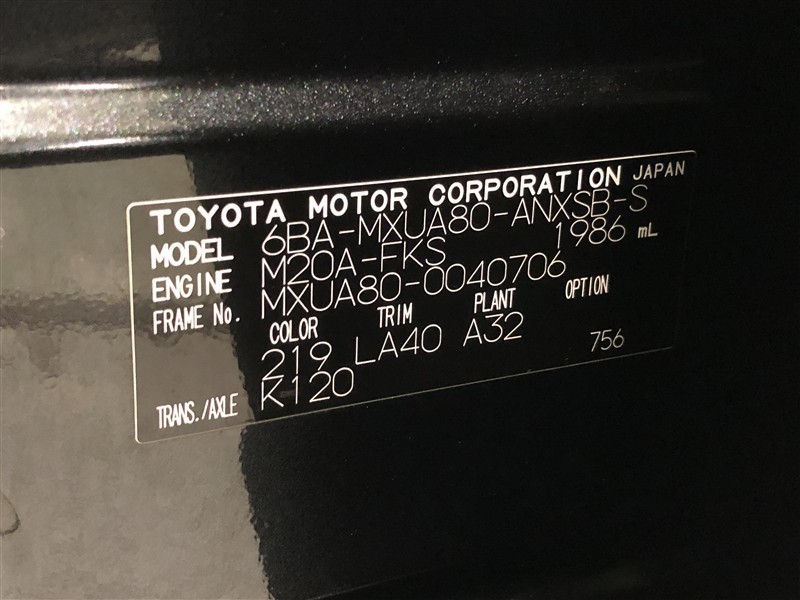 TOYOTA MOTOR CORPORATION JAPAN
MODEL 6BA-MXUA80-ANXSB-S
ENGINE M20A-FKS 1986 mL
FRAME No. MXUA80-0040706
COLOR TRIM PLANT OPTION
219 LA40 A32 756
TRANS./AXLE K120